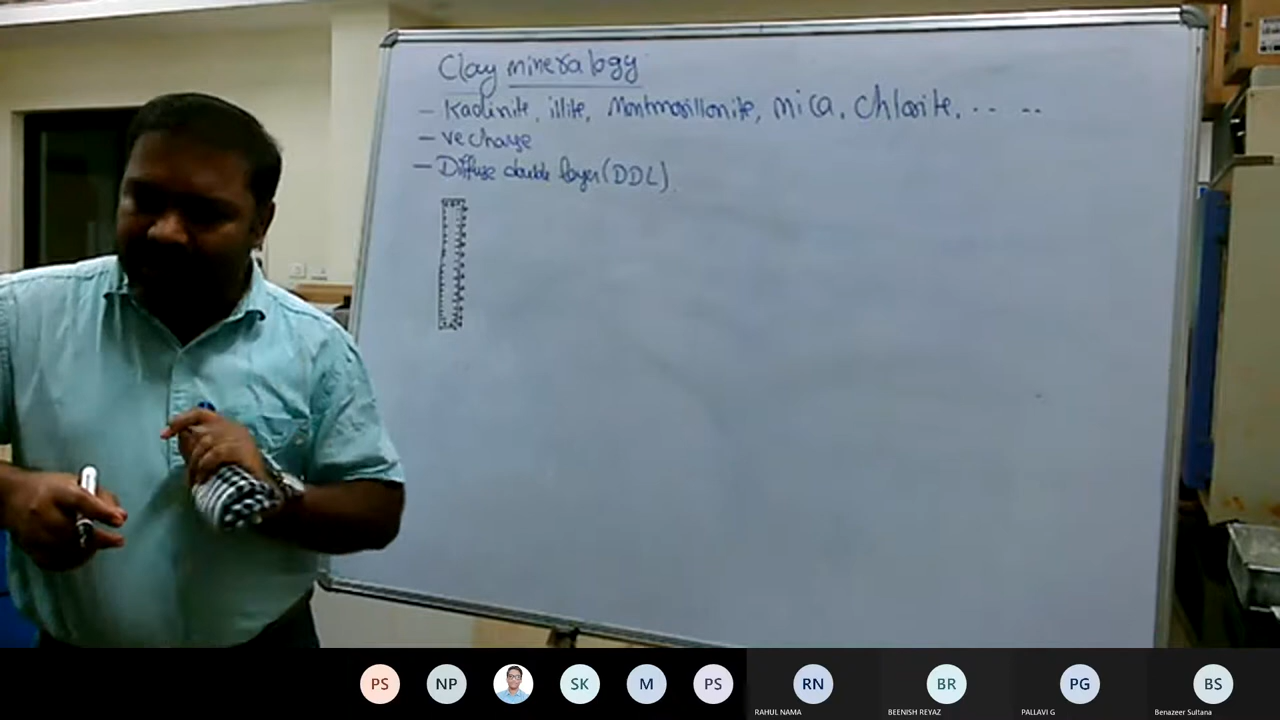 Clay mineralogy
- Kaolinite, illite, Montmorillonite, mica, Chlorite, .. ..
- ve charge
- Diffuse double layer (DDL).
PS NP SK M PS RN BR PG BS
RAHUL NAMA BEENISH REYAZ PALLAVI G Benazeer Sultana